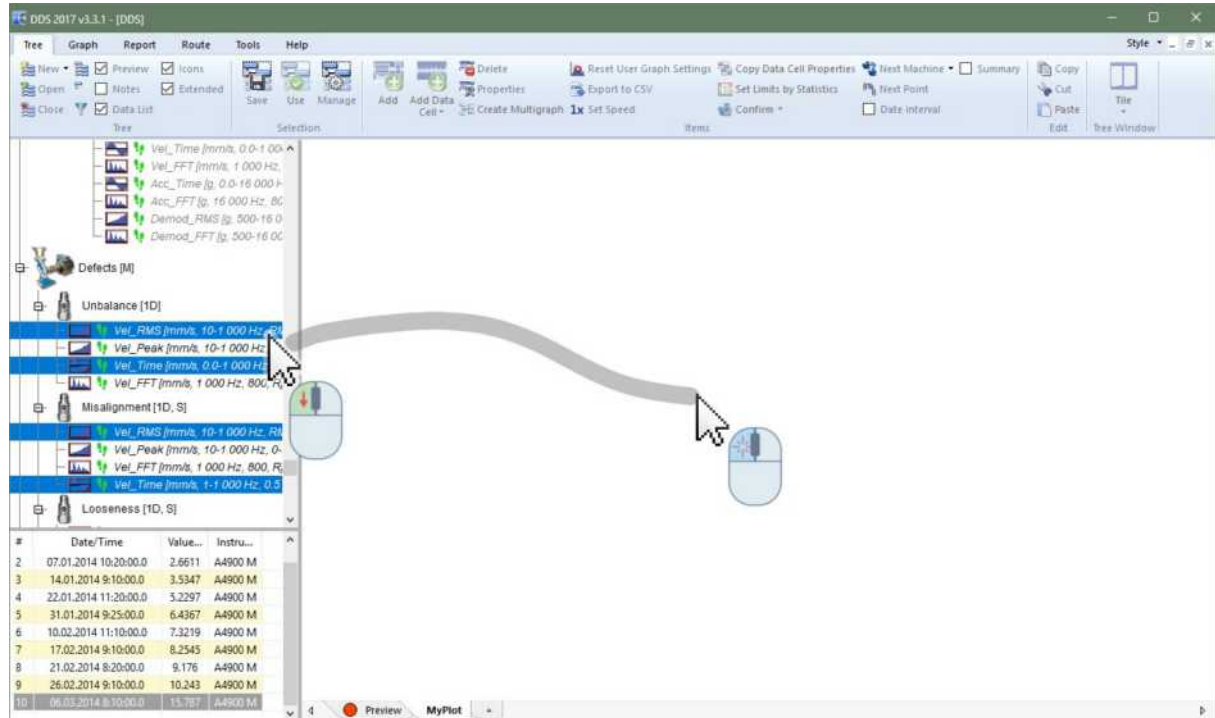 DDS 2017 v3.3.1 - [DDS]
Tree Graph Report Route Tools Help Style
New Preview Icons Delete Reset User Graph Settings Copy Data Cell Properties Next Machine Summary Copy
Open Notes Extended Save Use Manage Add Add Data Cell Properties Export to CSV Set Limits by Statistics Next Point Cut Tile
Close Data List Create Multigraph 1x Set Speed Confirm Date interval Paste
Tree Selection Items Edit Tree Window
Vel_Time [mm/s, 0.0-1 00
Vel_FFT [mm/s, 1 000 Hz,
Acc_Time [g, 0.0-16 000 H
Acc_FFT [g, 16 000 Hz, 80
Demod_RMS [g, 500-16 0
Demod_FFT [g, 500-16 00
Defects [M]
Unbalance [1D]
Vel_RMS [mm/s, 10-1 000 Hz, RM
Vel_Peak [mm/s, 10-1 000 Hz
Vel_Time [mm/s, 0.0-1 000 Hz
Vel_FFT [mm/s, 1 000 Hz, 800, R
Misalignment [1D, S]
Vel_RMS [mm/s, 10-1 000 Hz, RM
Vel_Peak [mm/s, 10-1 000 Hz, 0-
Vel_FFT [mm/s, 1 000 Hz, 800, R
Vel_Time [mm/s, 1-1 000 Hz, 0.5
Looseness [1D, S]
# Date/Time Value... Instru...
2 07.01.2014 10:20:00.0 2.6611 A4900 M
3 14.01.2014 9:10:00.0 3.5347 A4900 M
4 22.01.2014 11:20:00.0 5.2297 A4900 M
5 31.01.2014 9:25:00.0 6.4367 A4900 M
6 10.02.2014 11:10:00.0 7.3219 A4900 M
7 17.02.2014 9:10:00.0 8.2545 A4900 M
8 21.02.2014 8:20:00.0 9.176 A4900 M
9 26.02.2014 9:10:00.0 10.243 A4900 M
10 06.03.2014 8:10:00.0 15.787 A4900 M
Preview MyPlot +